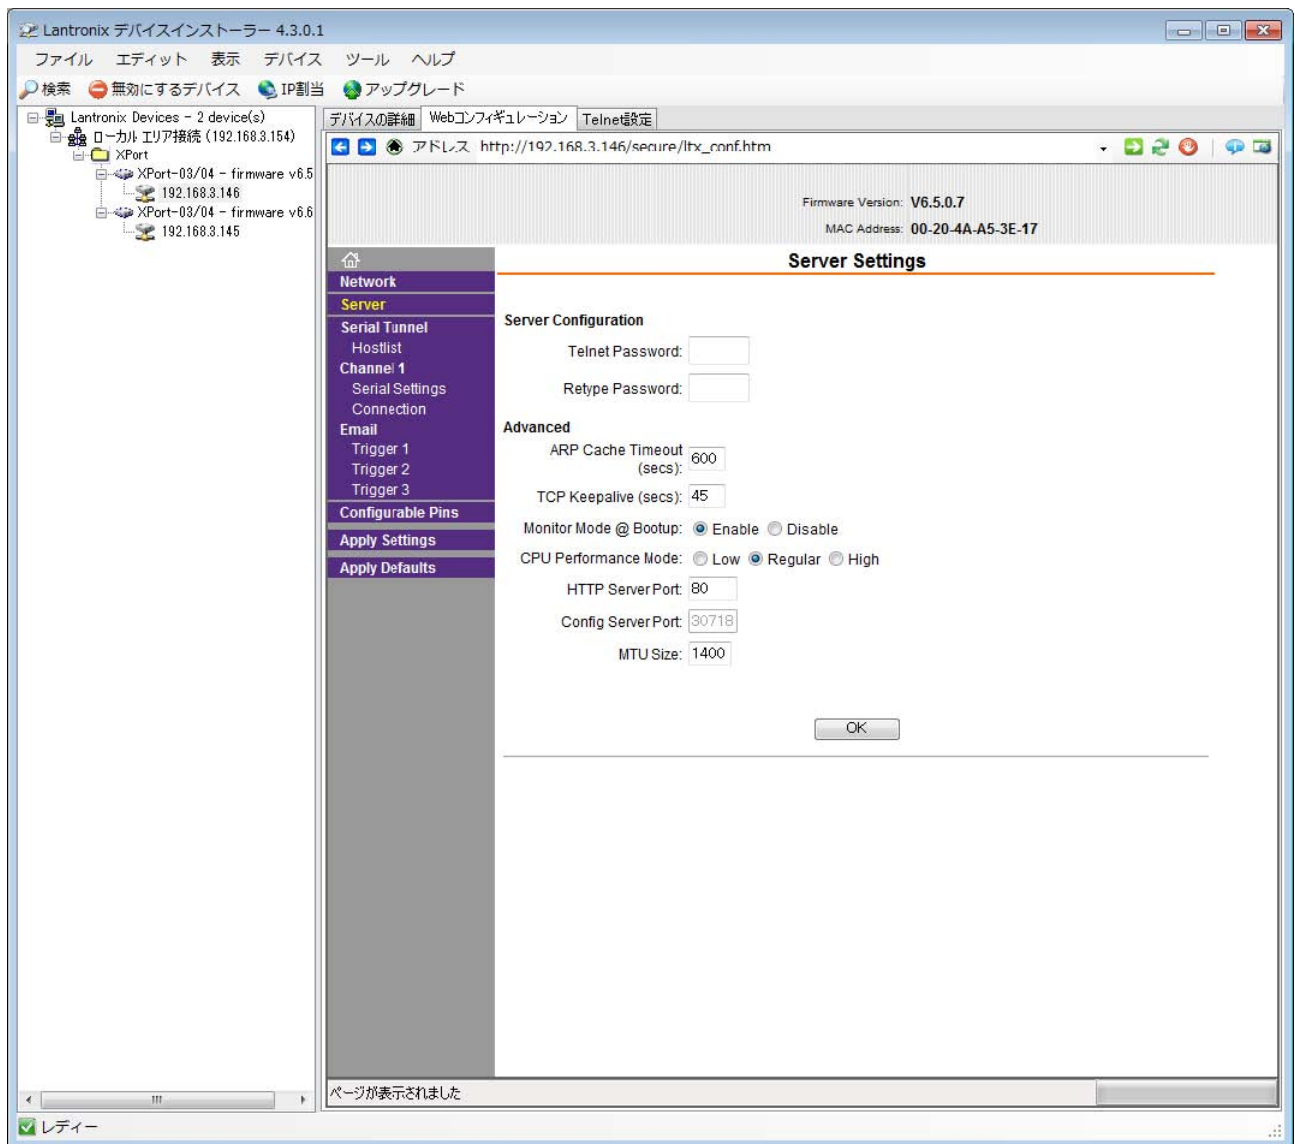 Lantronix デバイスインストーラー 4.3.0.1
ファイル エディット 表示 デバイス ツール ヘルプ
検索 無効にするデバイス IP割当 アップグレード
Lantronix Devices - 2 device(s)
ローカル エリア接続 (192.168.3.154)
XPort
XPort-03/04 - firmware v6.5
192.168.3.146
XPort-03/04 - firmware v6.6
192.168.3.145
デバイスの詳細 Webコンフィギュレーション Telnet設定
アドレス http://192.168.3.146/secure/ltx_conf.htm
Firmware Version: V6.5.0.7
MAC Address: 00-20-4A-A5-3E-17
Network
Server
Serial Tunnel
Hostlist
Channel 1
Serial Settings
Connection
Email
Trigger 1
Trigger 2
Trigger 3
Configurable Pins
Apply Settings
Apply Defaults
Server Settings
Server Configuration
Telnet Password:
Retype Password:
Advanced
ARP Cache Timeout
(secs): 600
TCP Keepalive (secs): 45
Monitor Mode @ Bootup: Enable Disable
CPU Performance Mode: Low Regular High
HTTP Server Port: 80
Config Server Port: 30718
MTU Size: 1400
OK
ページが表示されました
レディー